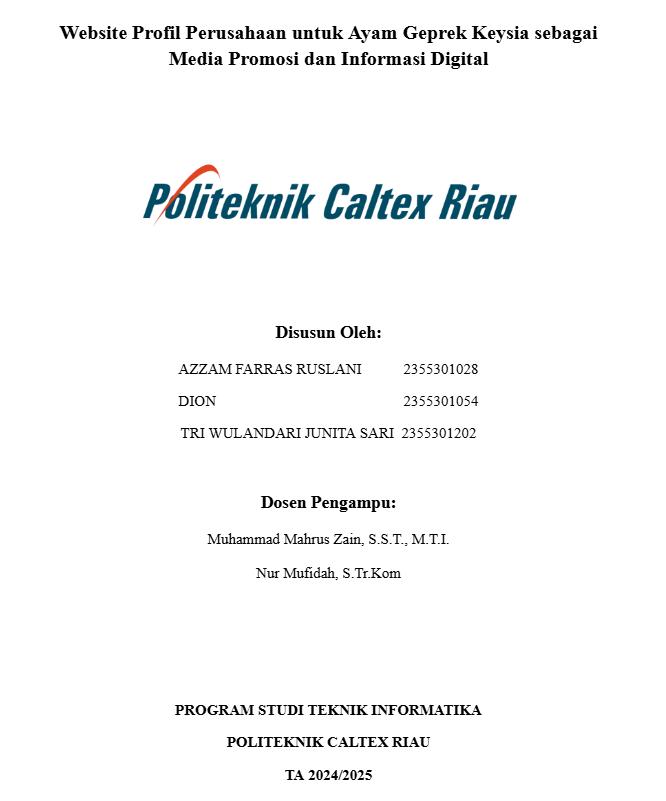 Website Profil Perusahaan untuk Ayam Geprek Keysia sebagai
Media Promosi dan Informasi Digital
Politeknik Caltex Riau
Disusun Oleh:
AZZAM FARRAS RUSLANI 2355301028
DION 2355301054
TRI WULANDARI JUNITA SARI 2355301202
Dosen Pengampu:
Muhammad Mahrus Zain, S.S.T., M.T.I.
Nur Mufidah, S.Tr.Kom
PROGRAM STUDI TEKNIK INFORMATIKA
POLITEKNIK CALTEX RIAU
TA 2024/2025